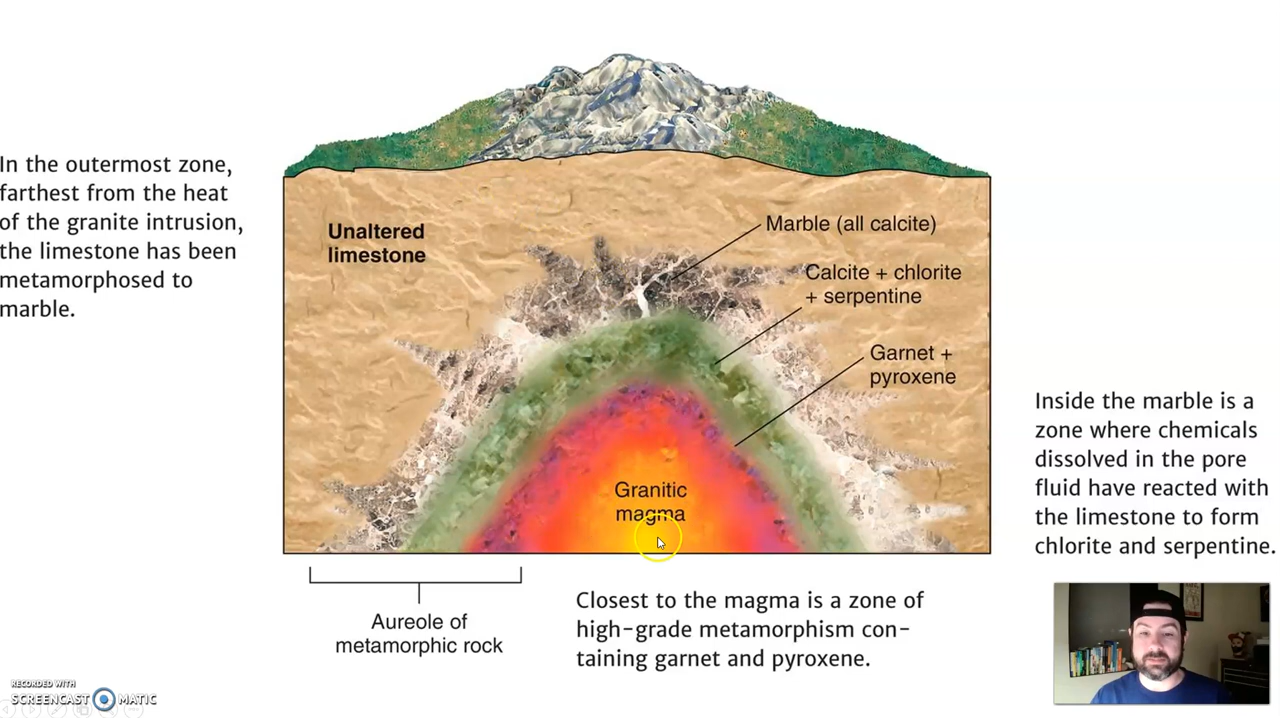 In the outermost zone,
farthest from the heat
of the granite intrusion,
the limestone has been
metamorphosed to
marble.
Unaltered
limestone
Marble (all calcite)
Calcite + chlorite
+ serpentine
Garnet +
pyroxene
Granitic
magma
Inside the marble is a
zone where chemicals
dissolved in the pore
fluid have reacted with
the limestone to form
chlorite and serpentine.
Aureole of
metamorphic rock
Closest to the magma is a zone of
high-grade metamorphism con-
taining garnet and pyroxene.
RECORDED WITH
SCREENCAST MATIC